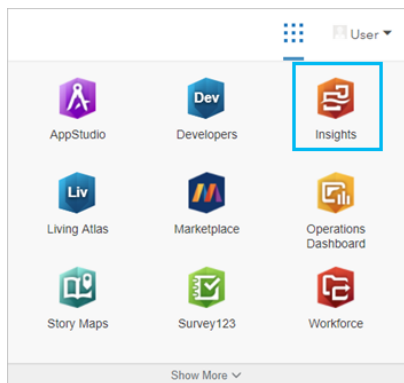 User
AppStudio
Dev
Developers
Insights
Liv
Living Atlas
Marketplace
Operations
Dashboard
Story Maps
Survey123
Workforce
Show More